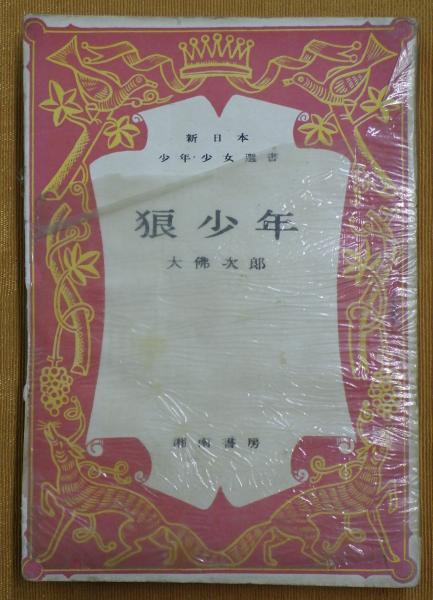 新日本
少年・少女選書
狼少年
大佛次郎
湘南書房